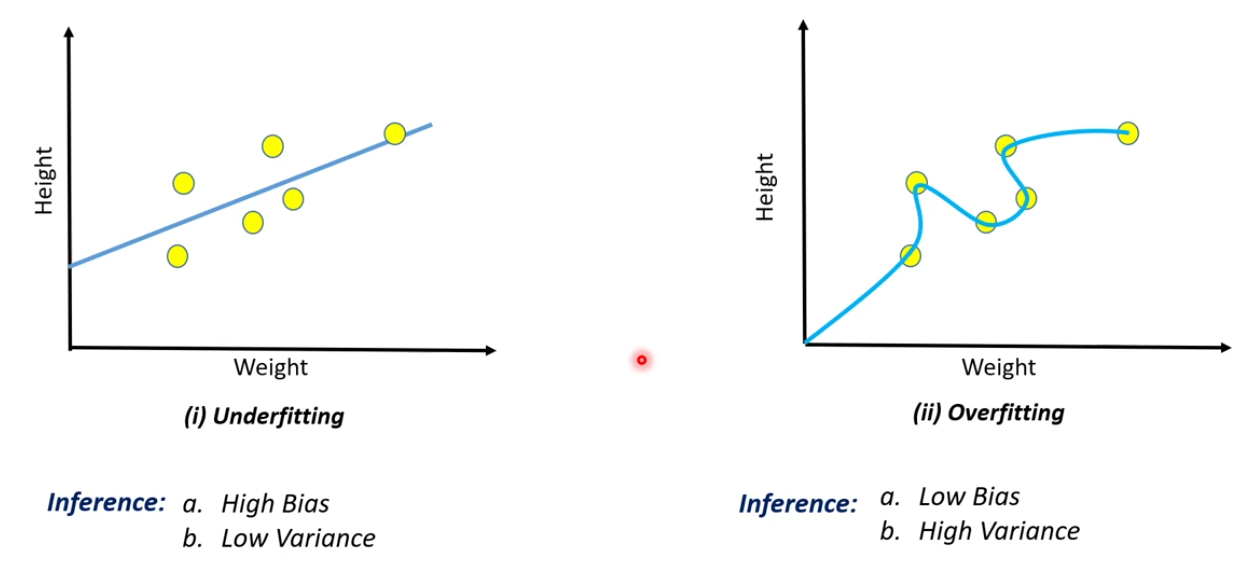 Height
Weight
(i) Underfitting
Inference: a. High Bias
b. Low Variance
Height
Weight
(ii) Overfitting
Inference: a. Low Bias
b. High Variance